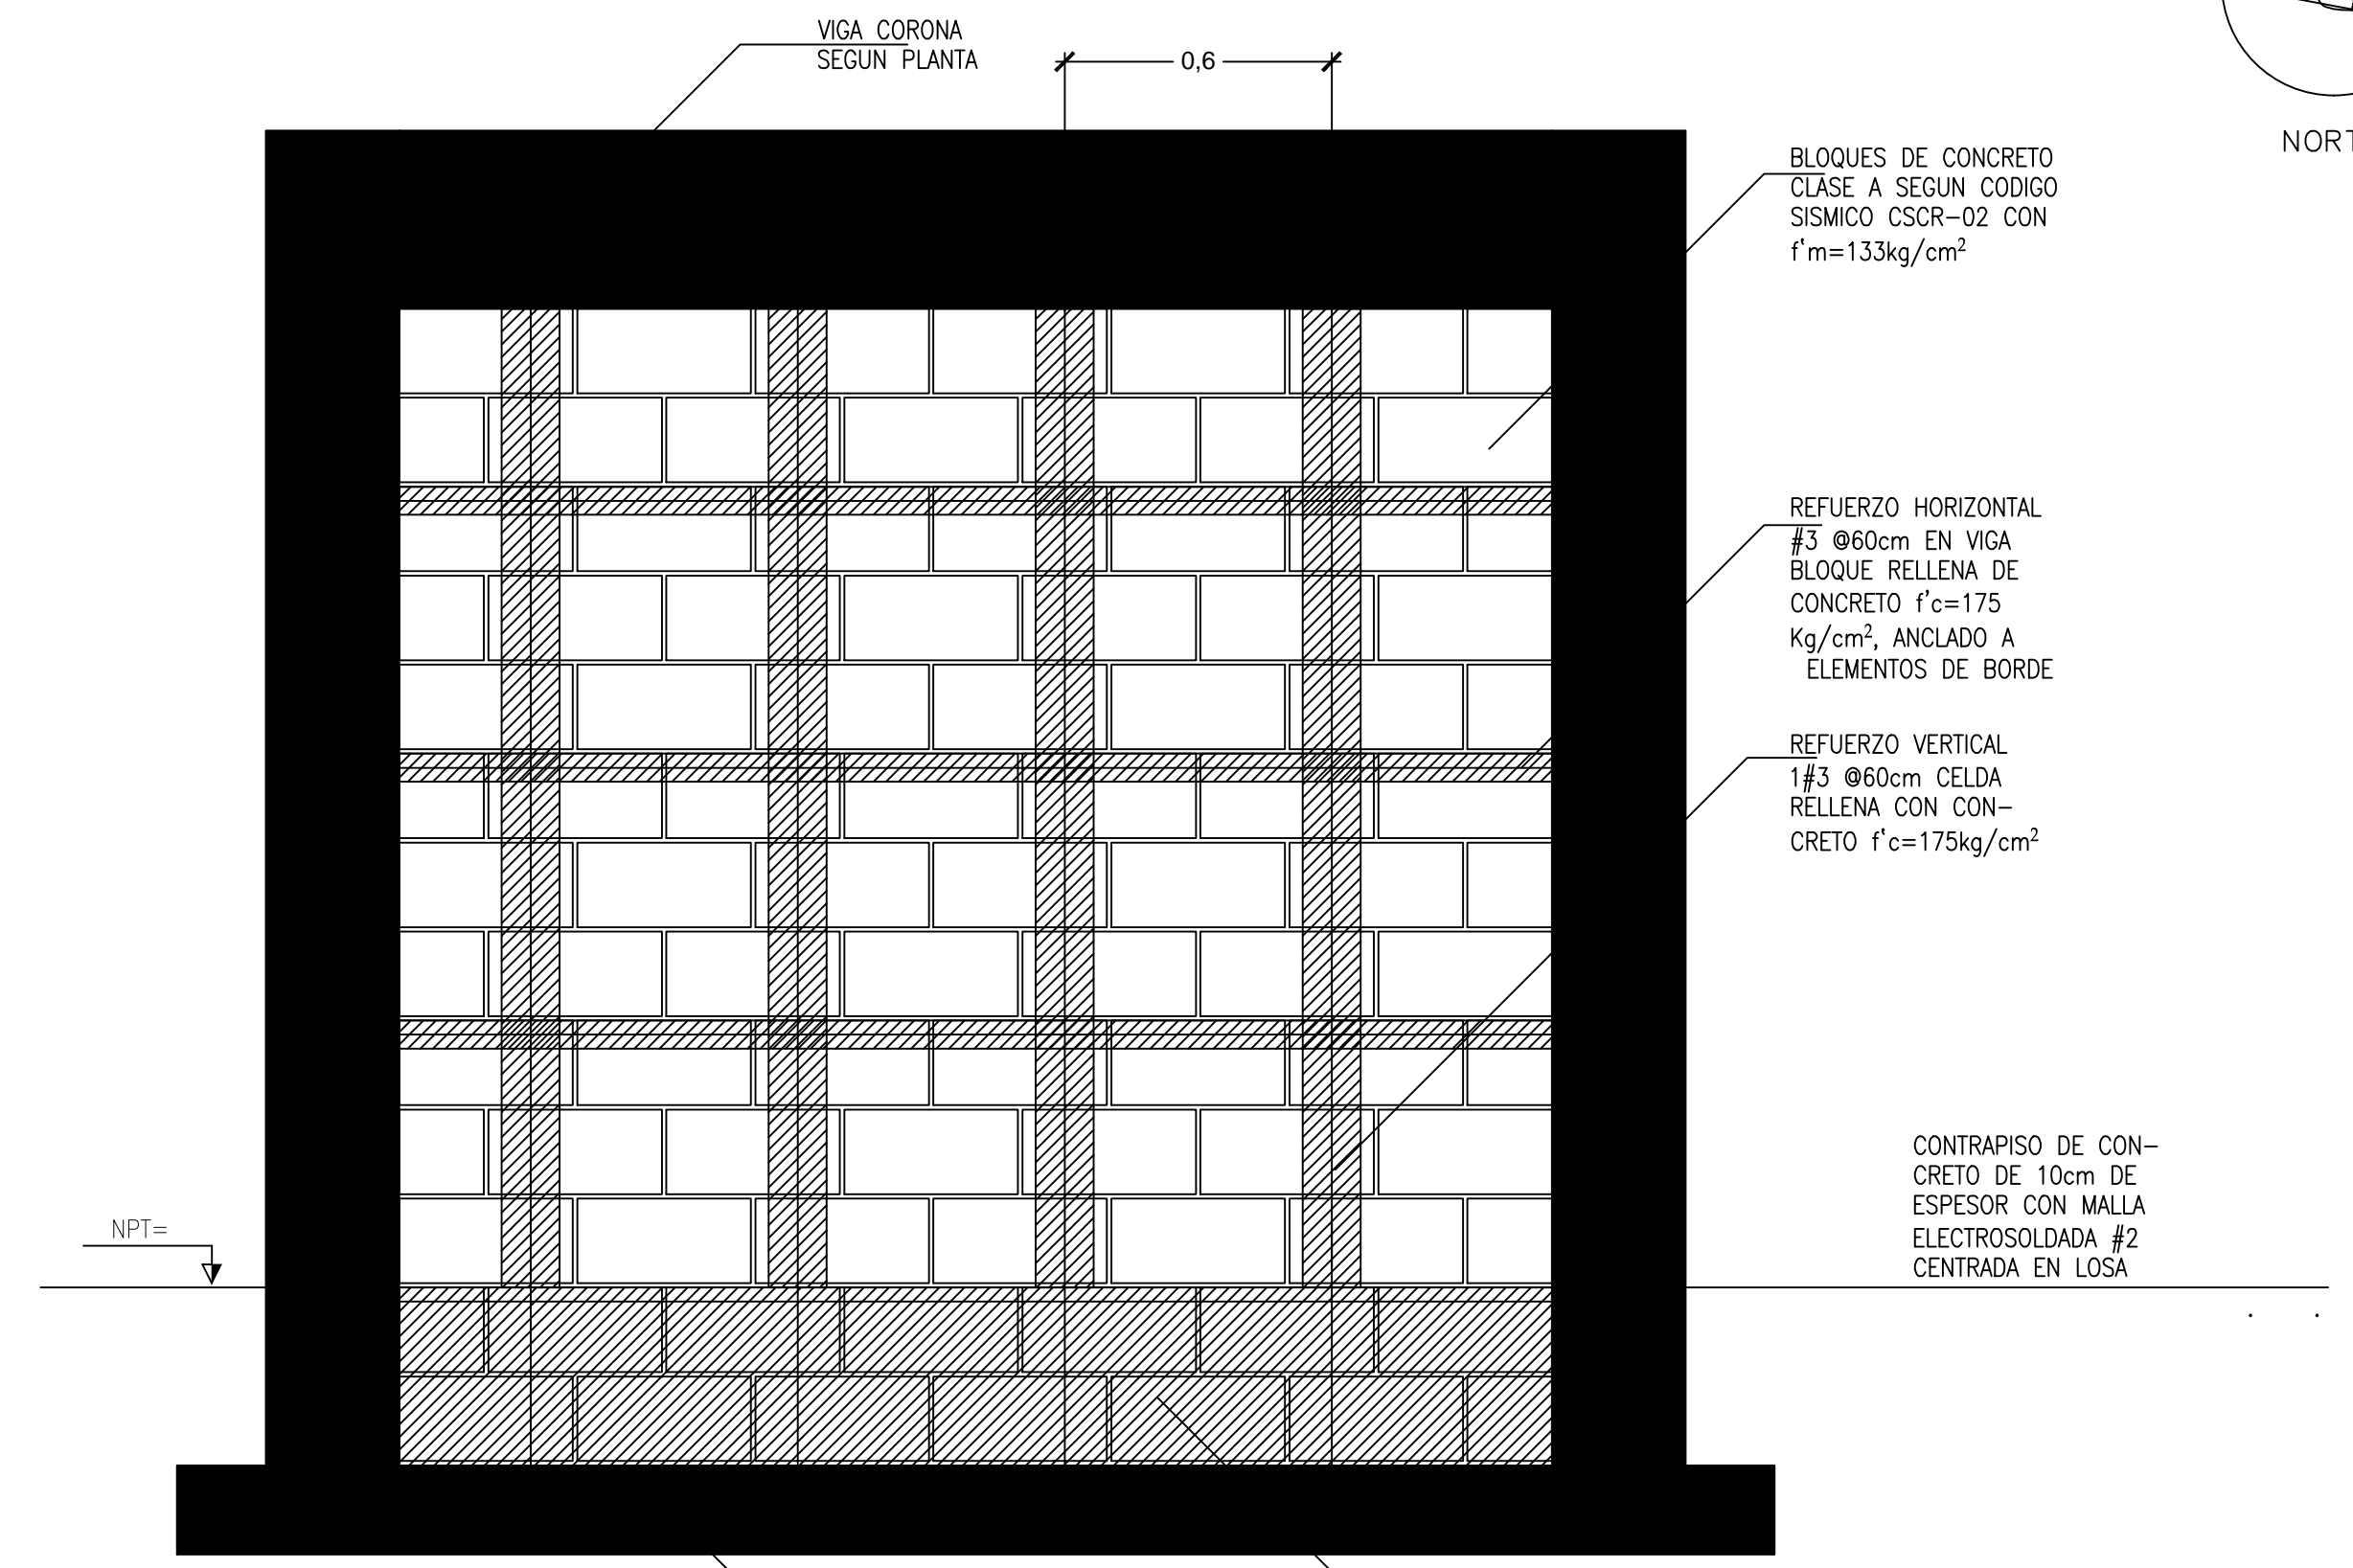 VIGA CORONA
SEGUN PLANTA
0,6
NORT
BLOQUES DE CONCRETO
CLASE A SEGUN CODIGO
SISMICO CSCR-02 CON
f‘m=133kg/cm²
REFUERZO HORIZONTAL
#3 @60cm EN VIGA
BLOQUE RELLENA DE
CONCRETO f'c=175
Kg/cm², ANCLADO A
ELEMENTOS DE BORDE
REFUERZO VERTICAL
1#3 @60cm CELDA
RELLENA CON CON-
CRETO f‘c=175kg/cm²
CONTRAPISO DE CON-
CRETO DE 10cm DE
ESPESOR CON MALLA
ELECTROSOLDADA #2
CENTRADA EN LOSA
NPT=